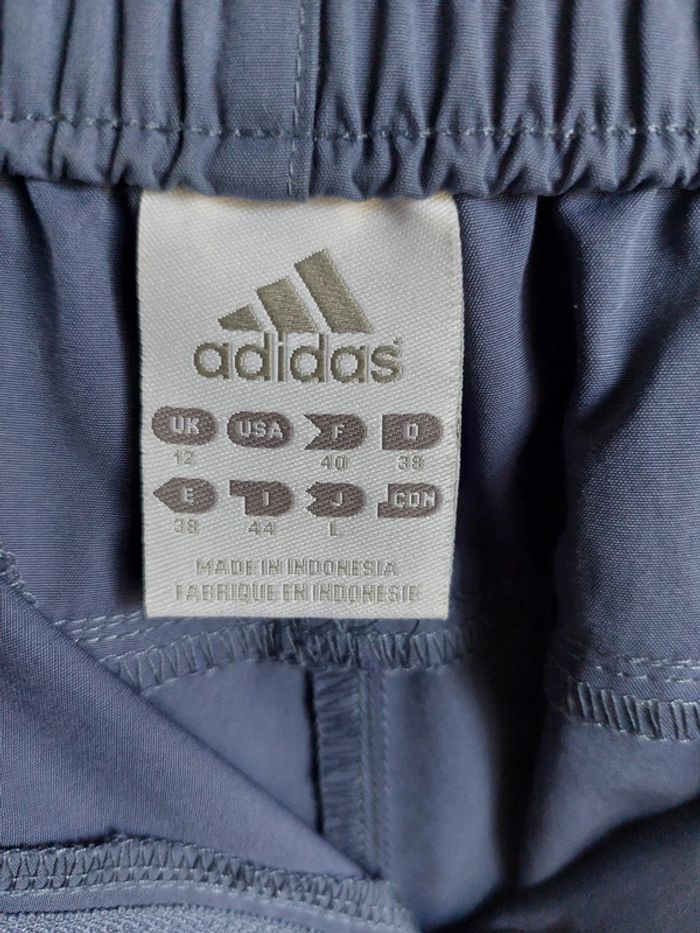 adidas
UK USA F D
12 40 38
E I J CDN
38 44 L
MADE IN INDONESIA
FABRIQUE EN INDONESIE